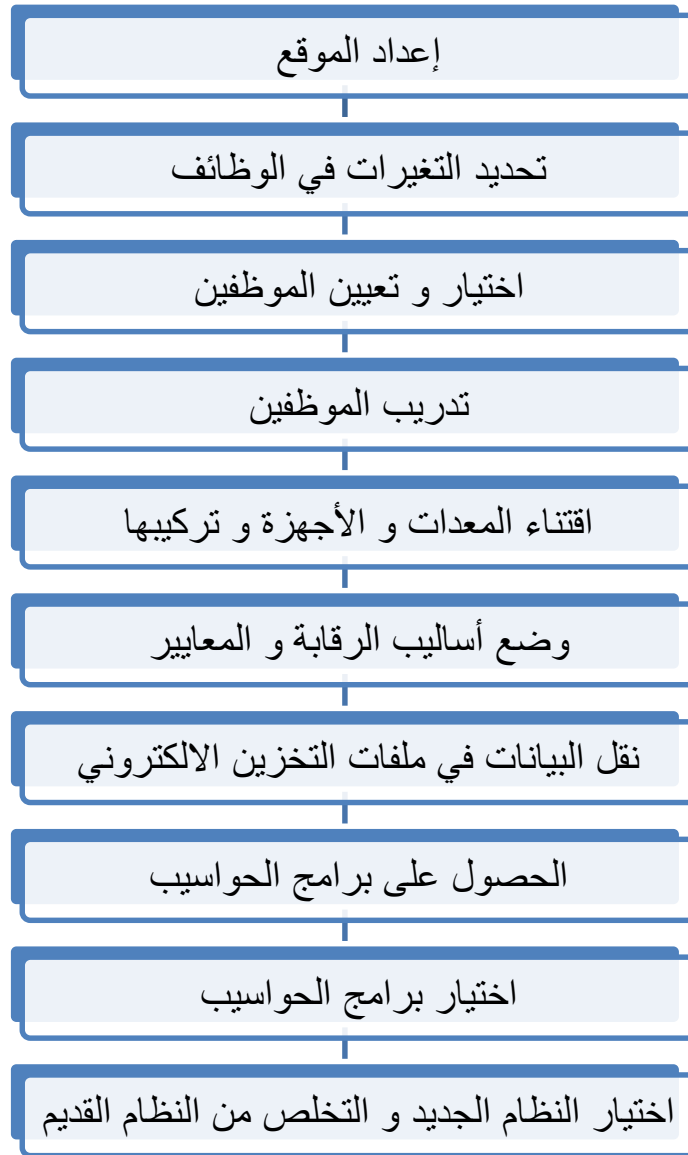 إعداد الموقع
تحديد التغيرات في الوظائف
اختيار و تعيين الموظفين
تدريب الموظفين
اقتناء المعدات و الأجهزة و تركيبها
وضع أساليب الرقابة و المعايير
نقل البيانات في ملفات التخزين الالكتروني
الحصول على برامج الحواسيب
اختيار برامج الحواسيب
اختيار النظام الجديد و التخلص من النظام القديم